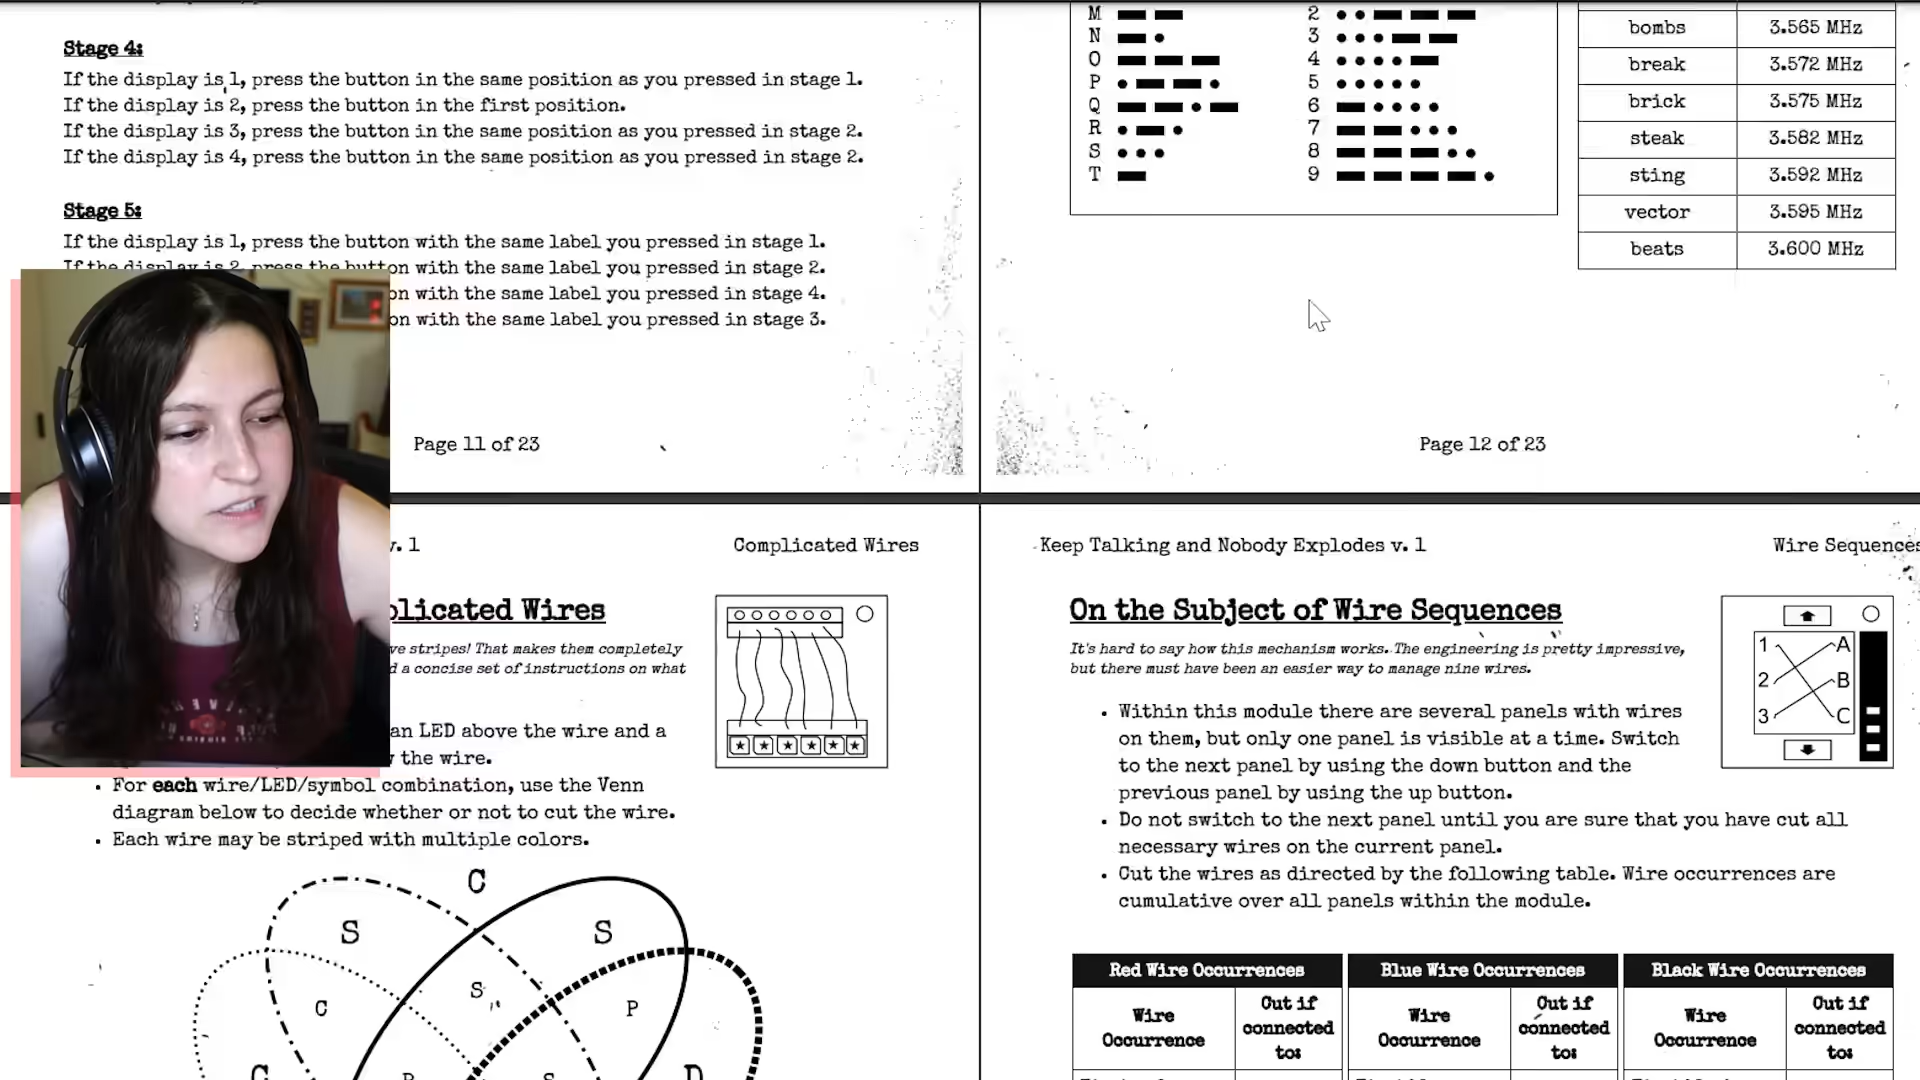 Stage 4:
If the display is 1, press the button in the same position as you pressed in stage 1.
If the display is 2, press the button in the first position.
If the display is 3, press the button in the same position as you pressed in stage 2.
If the display is 4, press the button in the same position as you pressed in stage 2.
Stage 5:
If the display is 1, press the button with the same label you pressed in stage 1.
If the display is 2, press the button with the same label you pressed in stage 2.
on with the same label you pressed in stage 4.
on with the same label you pressed in stage 3.
Page 11 of 23
M
N
O
P
Q
R
S
T
2
3
4
5
6
7
8
9
bombs 3.565 MHz
break 3.572 MHz
brick 3.575 MHz
steak 3.582 MHz
sting 3.592 MHz
vector 3.595 MHz
beats 3.600 MHz
Page 12 of 23
v. 1
Complicated Wires
plicated Wires
ve stripes! That makes them completely
d a concise set of instructions on what
an LED above the wire and a
w the wire.
• For each wire/LED/symbol combination, use the Venn
diagram below to decide whether or not to cut the wire.
• Each wire may be striped with multiple colors.
C
S S
S
C P
C P S D
Keep Talking and Nobody Explodes v. 1
Wire Sequences
On the Subject of Wire Sequences
It's hard to say how this mechanism works. The engineering is pretty impressive,
but there must have been an easier way to manage nine wires.
1 A
2 B
3 C
• Within this module there are several panels with wires
on them, but only one panel is visible at a time. Switch
to the next panel by using the down button and the
previous panel by using the up button.
• Do not switch to the next panel until you are sure that you have cut all
necessary wires on the current panel.
• Cut the wires as directed by the following table. Wire occurrences are
cumulative over all panels within the module.
Red Wire Occurrences
Wire Occurrence
Cut if connected to:
Blue Wire Occurrences
Wire Occurrence
Cut if connected to:
Black Wire Occurrences
Wire Occurrence
Cut if connected to: